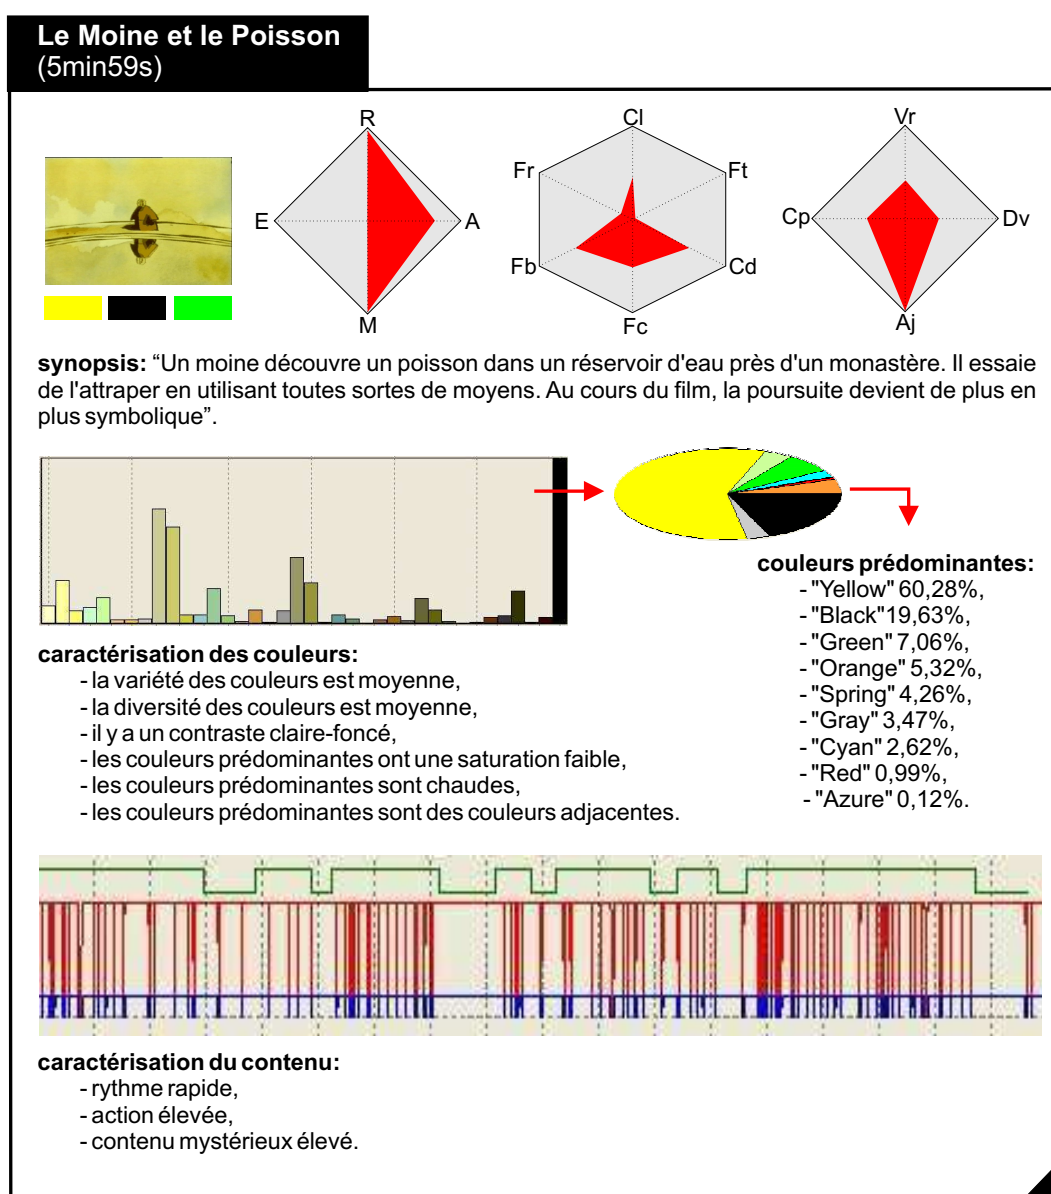 Le Moine et le Poisson
(5min59s)
R
E
A
M
Cl
Fr
Ft
Fb
Cd
Fc
Vr
Cp
Dv
Aj
synopsis: “Un moine découvre un poisson dans un réservoir d'eau près d'un monastère. Il essaie
de l'attraper en utilisant toutes sortes de moyens. Au cours du film, la poursuite devient de plus en
plus symbolique”.
couleurs prédominantes:
- "Yellow" 60,28%,
- "Black"19,63%,
- "Green" 7,06%,
- "Orange" 5,32%,
- "Spring" 4,26%,
- "Gray" 3,47%,
- "Cyan" 2,62%,
- "Red" 0,99%,
- "Azure" 0,12%.
caractérisation des couleurs:
- la variété des couleurs est moyenne,
- la diversité des couleurs est moyenne,
- il y a un contraste claire-foncé,
- les couleurs prédominantes ont une saturation faible,
- les couleurs prédominantes sont chaudes,
- les couleurs prédominantes sont des couleurs adjacentes.
caractérisation du contenu:
- rythme rapide,
- action élevée,
- contenu mystérieux élevé.